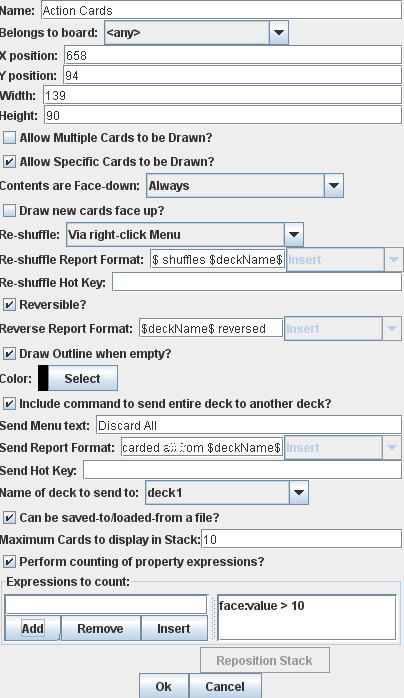 Name: Action Cards
Belongs to board: <any>
X position: 658
Y position: 94
Width: 139
Height: 90
Allow Multiple Cards to be Drawn?
Allow Specific Cards to be Drawn?
Contents are Face-down: Always
Draw new cards face up?
Re-shuffle: Via right-click Menu
Re-shuffle Report Format: $ shuffles $deckName$ Insert
Re-shuffle Hot Key:
Reversible?
Reverse Report Format: $deckName$ reversed Insert
Draw Outline when empty?
Color: Select
Include command to send entire deck to another deck?
Send Menu text: Discard All
Send Report Format: carded all from $deckName$ Insert
Send Hot Key:
Name of deck to send to: deck1
Can be saved-to/loaded-from a file?
Maximum Cards to display in Stack: 10
Perform counting of property expressions?
Expressions to count:
face:value > 10
Add Remove Insert
Reposition Stack
Ok Cancel